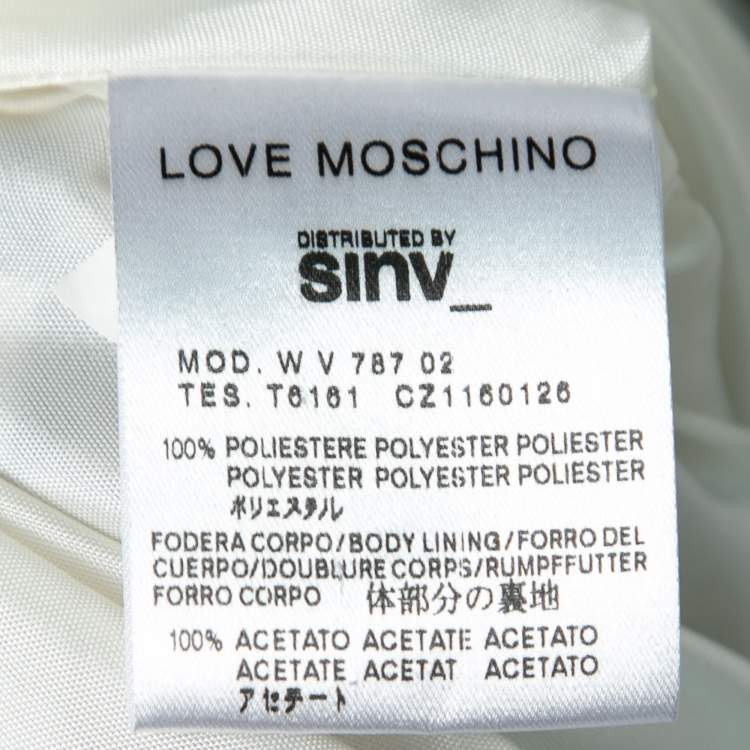 LOVE MOSCHINO
DISTRIBUTED BY
sinv_
MOD. W V 787 02
TES. T6161 CZ1160126
100% POLIESTERE POLYESTER POLIESTER
POLYESTER POLYESTER POLIESTER
ポリエステル
FODERA CORPO/BODY LINING/FORRO DEL
CUERPO/DOUBLURE CORPS/RUMPFFUTTER
FORRO CORPO 体部分の裏地
100% ACETATO ACETATE ACETATO
ACETATE ACETAT ACETATO
アセテート